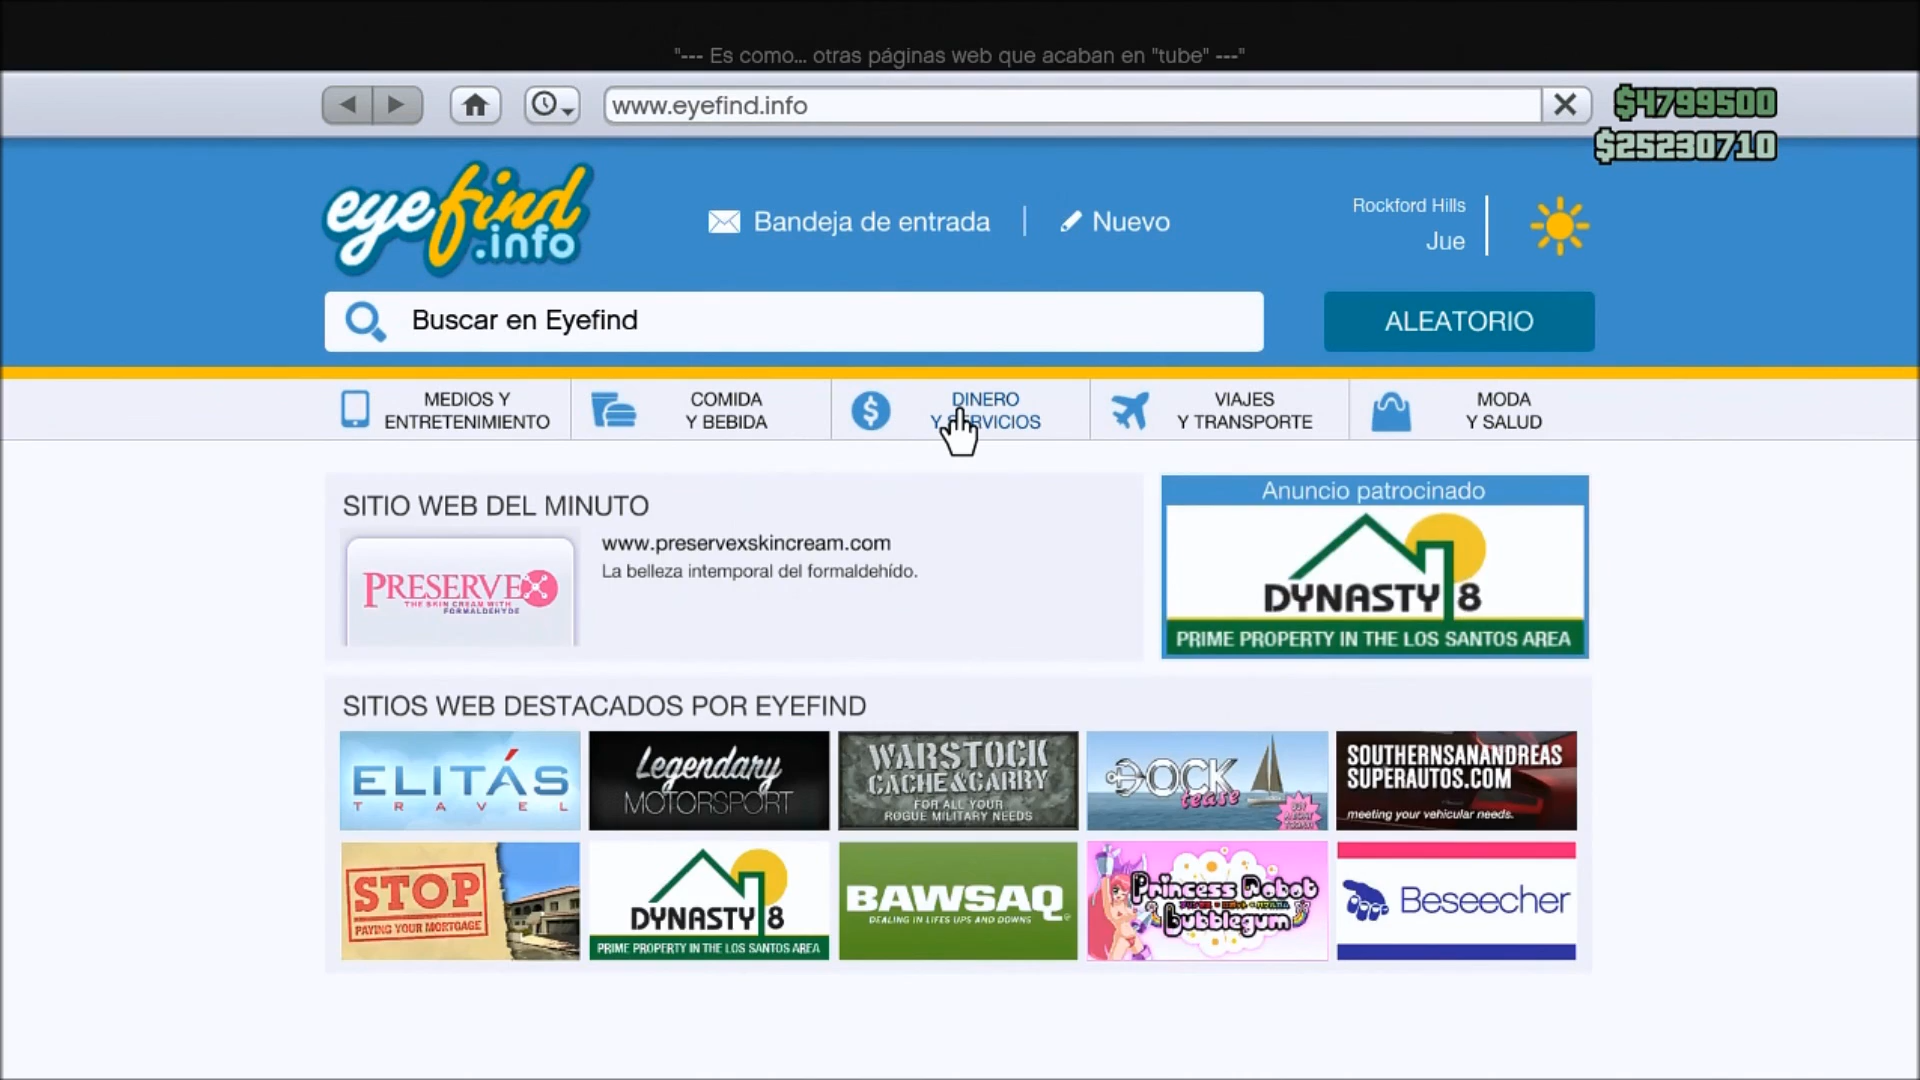 "--- Es como... otras páginas web que acaban en "tube" ---"
www.eyefind.info
$4799500
$25230710
eyefind
.info
Bandeja de entrada
Nuevo
Rockford Hills
Jue
Buscar en Eyefind
ALEATORIO
MEDIOS Y
ENTRETENIMIENTO
COMIDA
Y BEBIDA
DINERO
Y SERVICIOS
VIAJES
Y TRANSPORTE
MODA
Y SALUD
SITIO WEB DEL MINUTO
PRESERVEX
THE SKIN CREAM WITH
FORMALDEHYDE
www.preservexskincream.com
La belleza intemporal del formaldehído.
Anuncio patrocinado
DYNASTY 8
PRIME PROPERTY IN THE LOS SANTOS AREA
SITIOS WEB DESTACADOS POR EYEFIND
ELITÁS
TRAVEL
Legendary
MOTORSPORT
WARSTOCK
CACHE & CARRY
FOR ALL YOUR
ROGUE MILITARY NEEDS
DOCK
tease
SOUTHERNSANANDREAS
SUPERAUTOS.COM
meeting your vehicular needs.
STOP
PAYING YOUR MORTGAGE
DYNASTY 8
PRIME PROPERTY IN THE LOS SANTOS AREA
BAWSAQ
DEALING IN LIFES UPS AND DOWNS
Princess Robot
Bubblegum
Beseecher